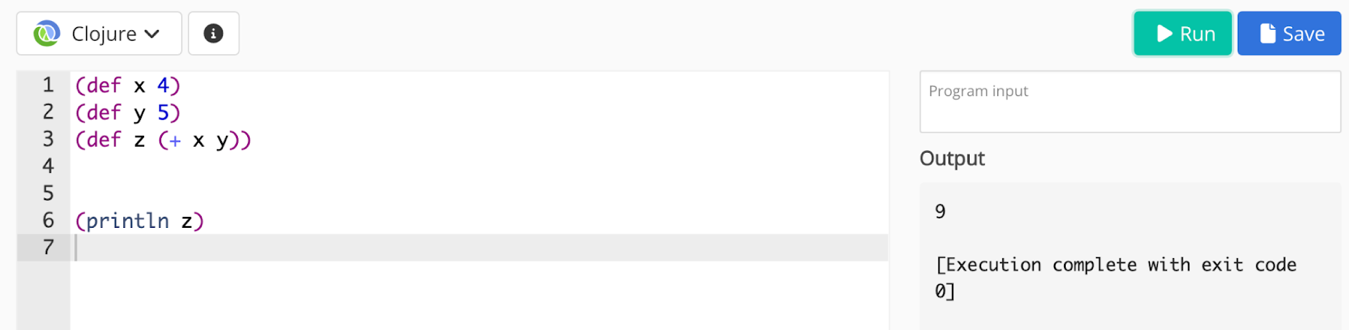 Clojure
Run
Save
1 (def x 4)
2 (def y 5)
3 (def z (+ x y))
4
5
6 (println z)
7
Program input
Output
9
[Execution complete with exit code
0]